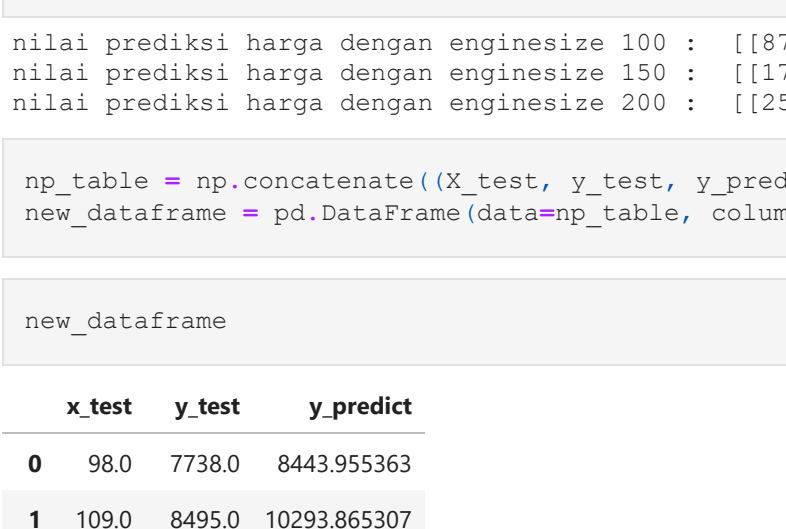 nilai prediksi harga dengan enginesize 100 : [[87
nilai prediksi harga dengan enginesize 150 : [[17
nilai prediksi harga dengan enginesize 200 : [[25
np_table = np.concatenate((X_test, y_test, y_pred
new_dataframe = pd.DataFrame(data=np_table, colum
new_dataframe
x_test y_test y_predict
0 98.0 7738.0 8443.955363
1 109.0 8495.0 10293.865307